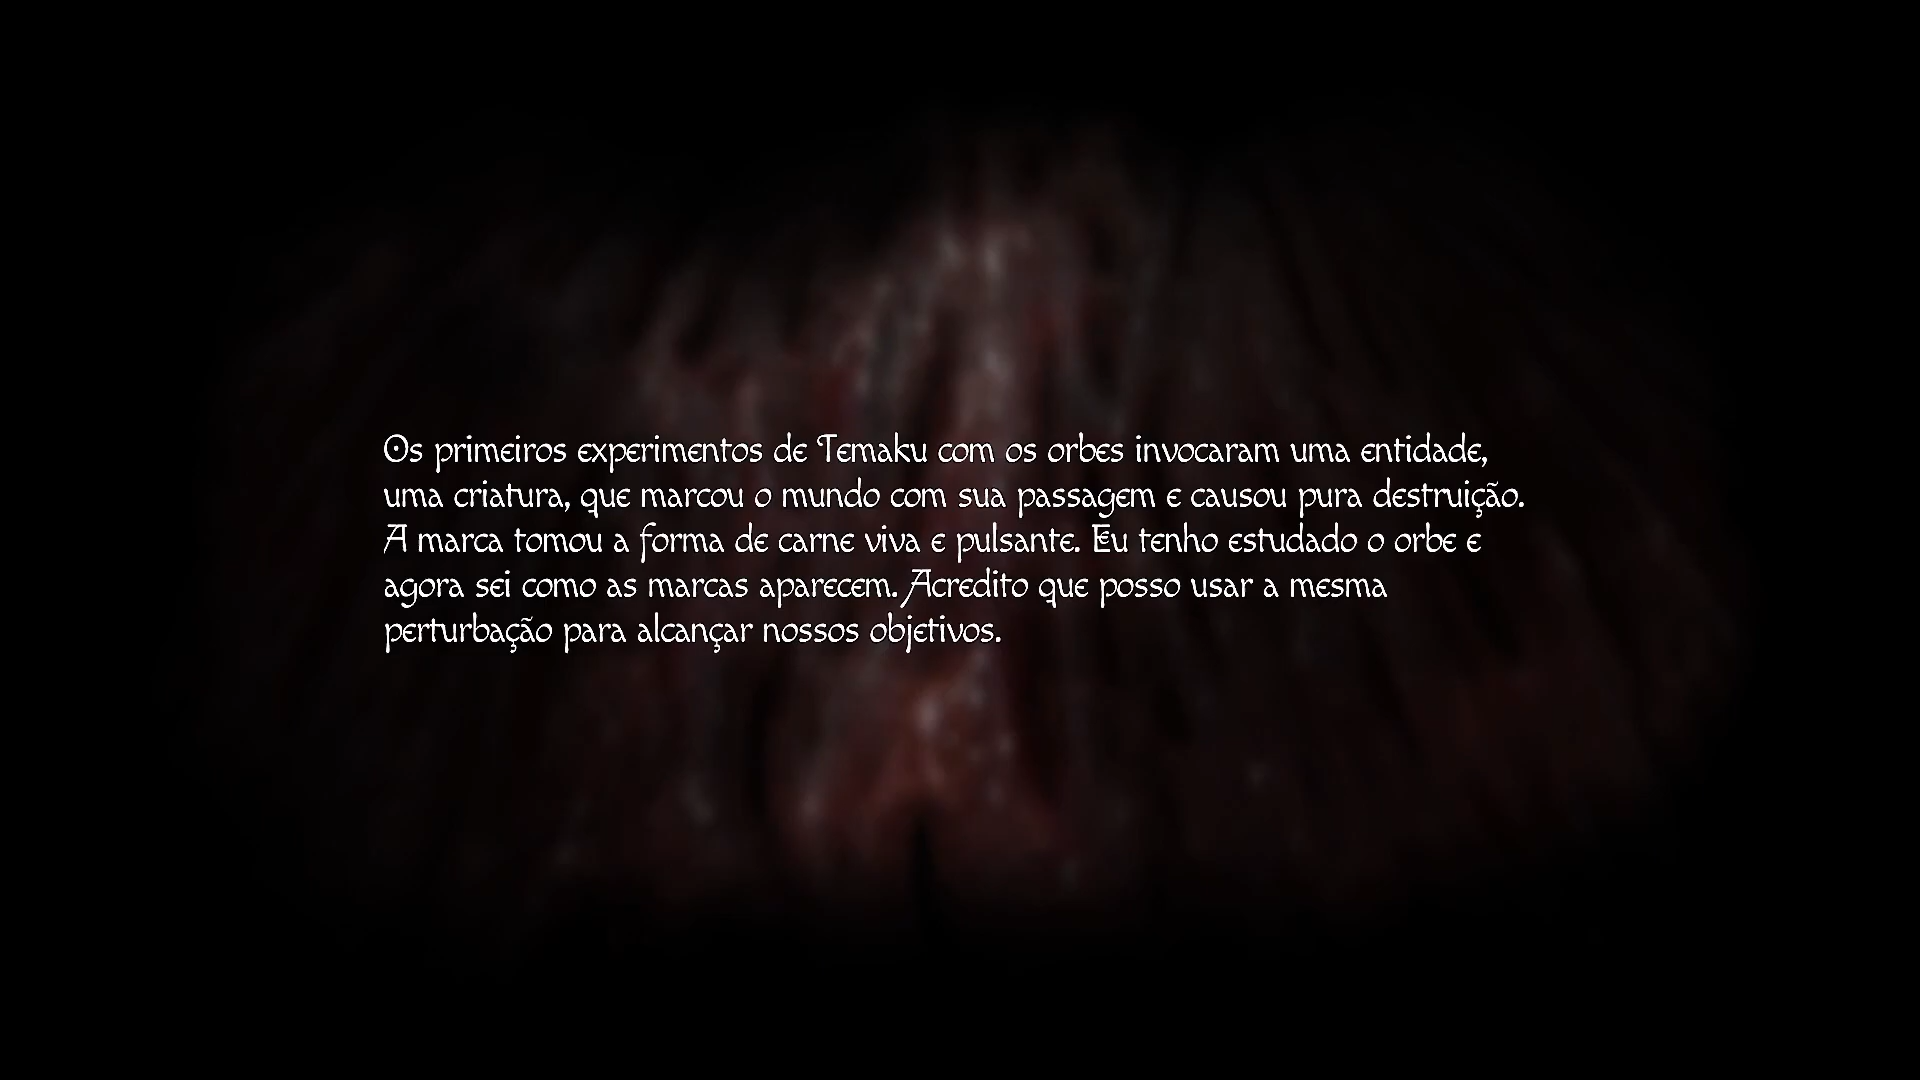 Os primeiros experimentos de Temaku com os orbes invocaram uma entidade,
uma criatura, que marcou o mundo com sua passagem e causou pura destruição.
A marca tomou a forma de carne viva e pulsante. Eu tenho estudado o orbe e
agora sei como as marcas aparecem. Acredito que posso usar a mesma
perturbação para alcançar nossos objetivos.